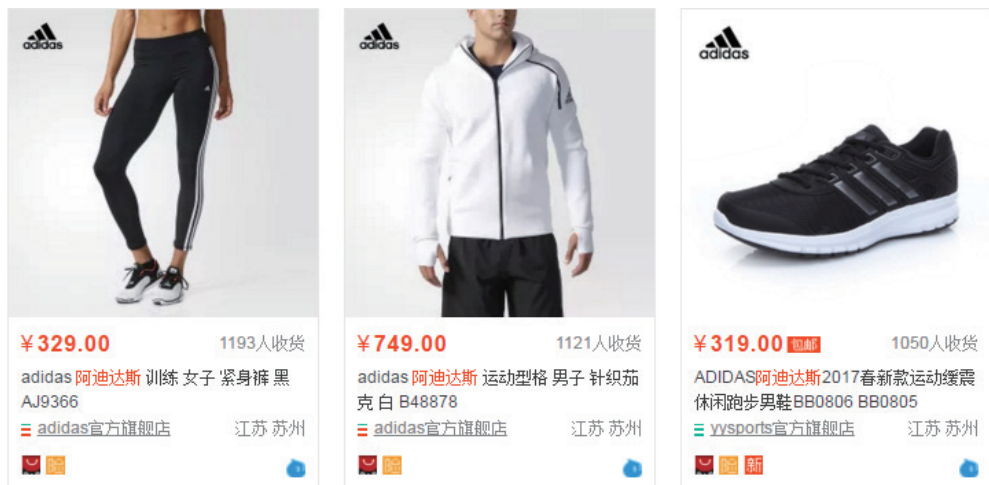 adidas
adidas
adidas
¥329.00 1193人收货
adidas 阿迪达斯 训练 女子 紧身裤 黑
AJ9366
adidas官方旗舰店 江苏 苏州
险
¥749.00 1121人收货
adidas 阿迪达斯 运动型格 男子 针织茄
克 白 B48878
adidas官方旗舰店 江苏 苏州
险
¥319.00 包邮 1050人收货
ADIDAS阿迪达斯2017春新款运动缓震
休闲跑步男鞋BB0806 BB0805
yysports官方旗舰店 江苏 苏州
险 新